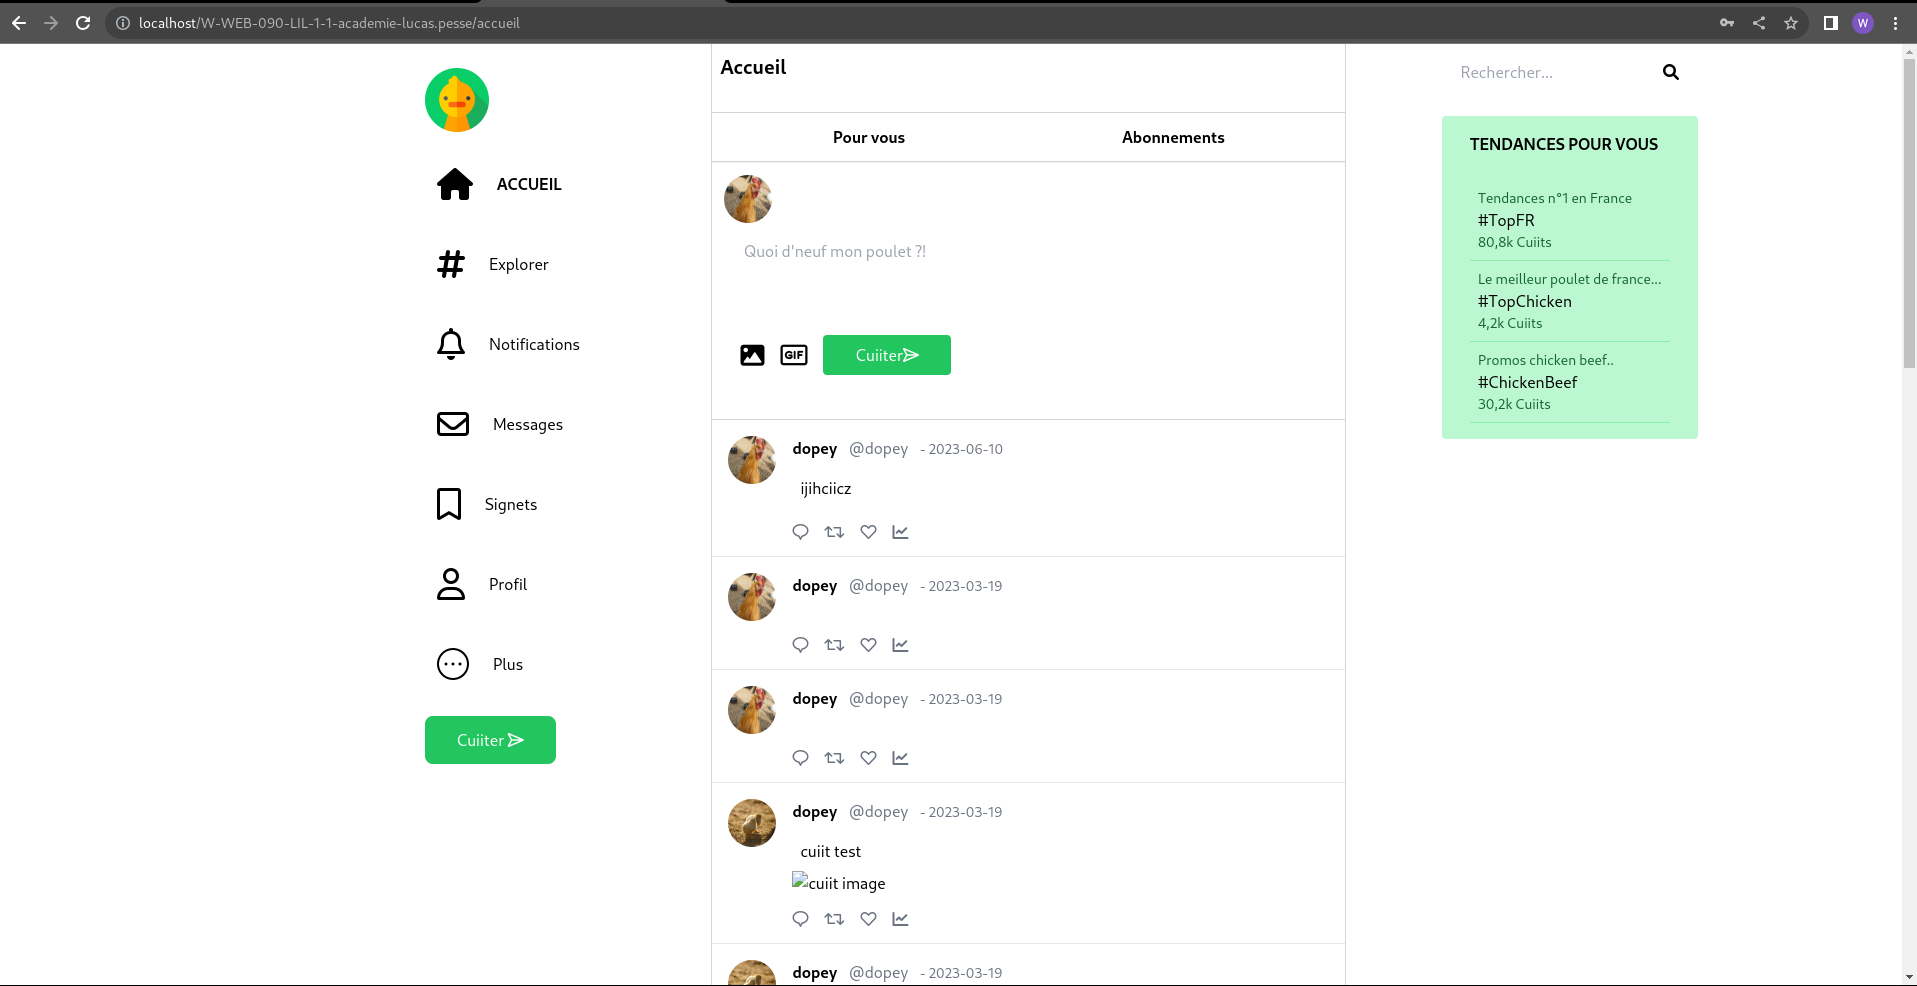 localhost/W-WEB-090-LIL-1-1-academie-lucas.pesse/accueil
W
ACCUEIL
Explorer
Notifications
Messages
Signets
Profil
Plus
Cuiiter
Accueil
Pour vous Abonnements
Quoi d'neuf mon poulet ?!
GIF Cuiiter
dopey @dopey - 2023-06-10
ijihciicz
dopey @dopey - 2023-03-19
dopey @dopey - 2023-03-19
dopey @dopey - 2023-03-19
cuiit test
cuiit image
dopey @dopey - 2023-03-19
Rechercher...
TENDANCES POUR VOUS
Tendances n°1 en France
#TopFR
80,8k Cuiits
Le meilleur poulet de france...
#TopChicken
4,2k Cuiits
Promos chicken beef..
#ChickenBeef
30,2k Cuiits